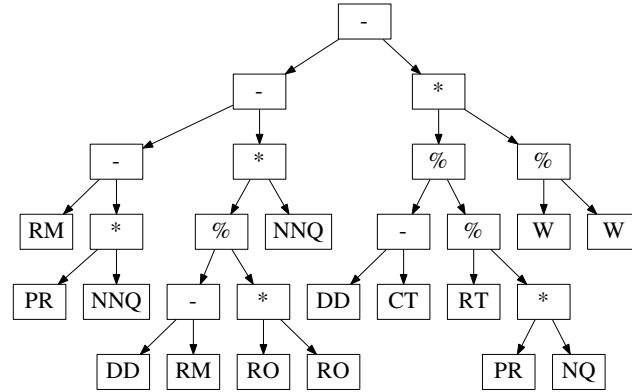 -
- *
- * % %
RM * % NNQ - % W W
PR NNQ - * DD CT RT *
DD RM RO RO PR NQ